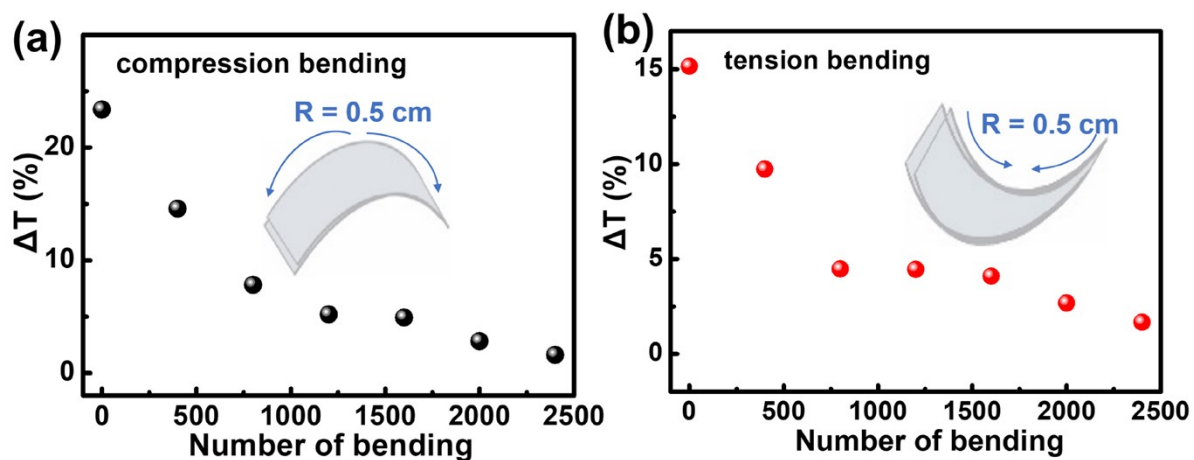 (a)
compression bending
R = 0.5 cm
ΔT (%)
20
10
0
0 500 1000 1500 2000 2500
Number of bending
(b)
tension bending
R = 0.5 cm
ΔT (%)
15
10
5
0
0 500 1000 1500 2000 2500
Number of bending